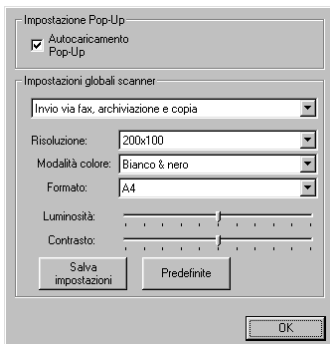 Impostazione Pop-Up
Autocaricamento
Pop-Up
Impostazioni globali scanner
Invio via fax, archiviazione e copia
Risoluzione: 200x100
Modalità colore: Bianco & nero
Formato: A4
Luminosità:
Contrasto:
Salva
impostazioni
Predefinite
OK